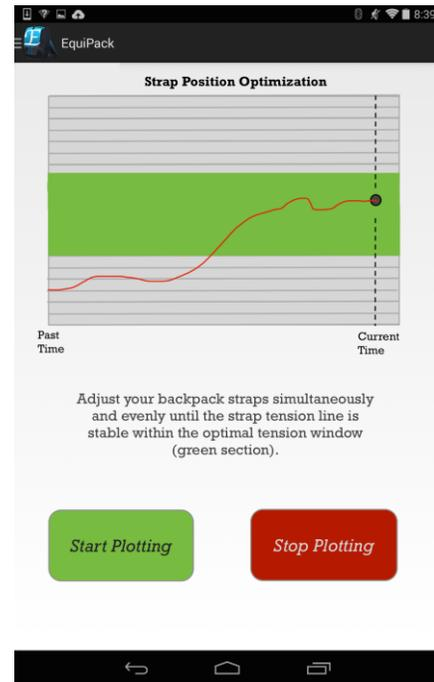 8:39
EquiPack
Strap Position Optimization
Past
Time
Current
Time
Adjust your backpack straps simultaneously
and evenly until the strap tension line is
stable within the optimal tension window
(green section).
Start Plotting
Stop Plotting